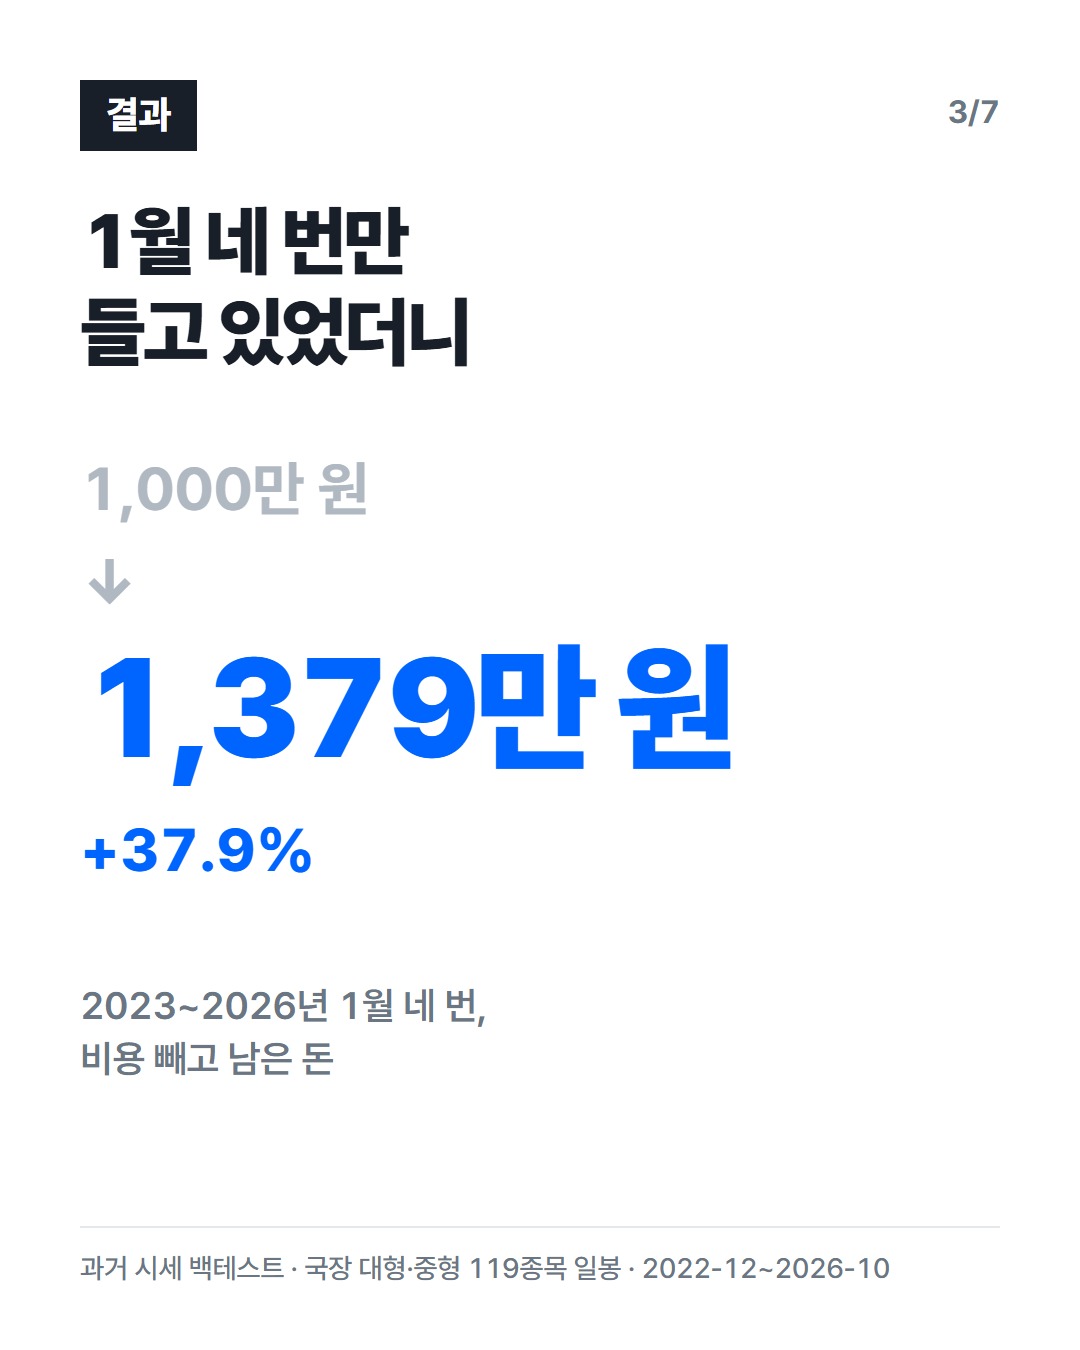 결과
3/7
1월 네 번만
들고 있었더니
1,000만 원
↓
1,379만 원
+37.9%
2023~2026년 1월 네 번,
비용 빼고 남은 돈
과거 시세 백테스트 · 국장 대형·중형 119종목 일봉 · 2022-12~2026-10